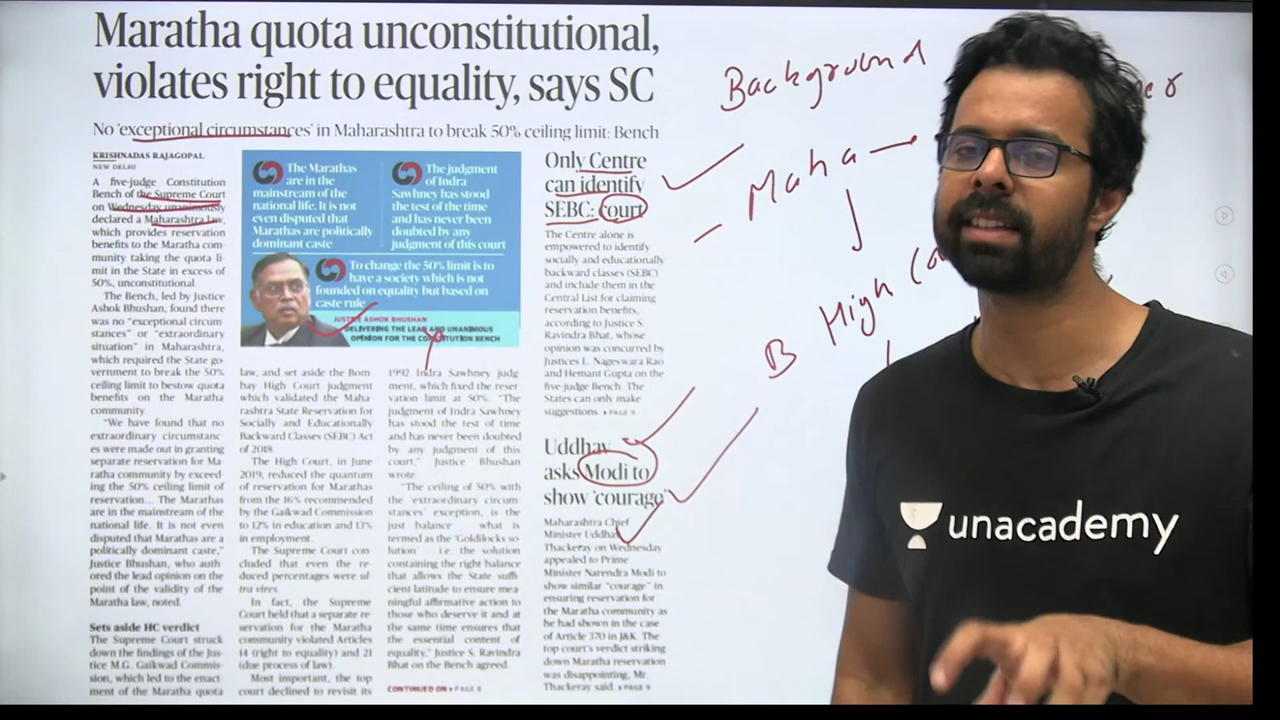 Maratha quota unconstitutional,
violates right to equality, says SC
No 'exceptional circumstances' in Maharashtra to break 50% ceiling limit: Bench
KRISHNADAS RAJAGOPAL
NEW DELHI
A five-judge Constitution
Bench of the Supreme Court
on Wednesday unanimously
declared a Maharashtra law,
which provides reservation
benefits to the Maratha com-
munity taking the quota li-
mit in the State in excess of
50%, unconstitutional.
The Bench, led by Justice
Ashok Bhushan, found there
was no "exceptional circum-
stances" or "extraordinary
situation" in Maharashtra,
which required the State go-
vernment to break the 50%
ceiling limit to bestow quota
benefits on the Maratha
community.
"We have found that no
extraordinary circumstanc-
es were made out in granting
separate reservation for Ma-
ratha community by exceed-
ing the 50% ceiling limit of
reservation... The Marathas
are in the mainstream of the
national life. It is not even
disputed that Marathas are a
politically dominant caste,"
Justice Bhushan, who auth-
ored the lead opinion on the
point of the validity of the
Maratha law, noted.
Sets aside HC verdict
The Supreme Court struck
down the findings of the Jus-
tice M.G. Gaikwad Commis-
sion, which led to the enact-
ment of the Maratha quota
The Marathas
are in the
mainstream of the
national life. It is not
even disputed that
Marathas are politically
dominant caste
The judgment
of Indra
Sawhney has stood
the test of the time
and has never been
doubted by any
judgment of this court
To change the 50% limit is to
have a society which is not
founded on equality but based on
caste rule
JUSTICE ASHOK BHUSHAN
DELIVERING THE LEAD AND UNANIMOUS
OPINION FOR THE CONSTITUTION BENCH
law, and set aside the Bom
bay High Court judgment
which validated the Maha
rashtra State Reservation for
Socially and Educationally
Backward Classes (SEBC) Act
of 2018.
The High Court, in June
2019, reduced the quantum
of reservation for Marathas
from the 16% recommended
by the Gaikwad Commission
to 12% in education and 13%
in employment.
The Supreme Court con
cluded that even the re-
duced percentages were ul
tra vires.
In fact, the Supreme
Court held that a separate re
servation for the Maratha
community violated Articles
14 (right to equality) and 21
(due process of law).
Most important, the top
court declined to revisit its
1992 Indra Sawhney judg
ment, which fixed the reser
vation limit at 50%. "The
judgment of Indra Sawhney
has stood the test of time
and has never been doubted
by any judgment of this
court," Justice Bhushan
wrote
"The ceiling of 50% with
the 'extraordinary circum-
stances' exception, is the
just balance what is
termed as the 'Goldilocks so
lution' i.e. the solution
containing the right balance
that allows the State suffi
cient latitude to ensure mea
ningful affirmative action to
those who deserve it and at
the same time ensures that
the essential content of
equality," Justice S. Ravindra
Bhat on the Bench agreed.
CONTINUED ON ▸ PAGE 8
Only Centre
can identify
SEBC: court
The Centre alone is
empowered to identify
socially and educationally
backward classes (SEBC)
and include them in the
Central List for claiming
reservation benefits,
according to Justice S.
Ravindra Bhat, whose
opinion was concurred by
Justices L. Nageswara Rao
and Hemant Gupta on the
five-judge Bench. The
States can only make
suggestions. ▸ PAGE 9
Uddhav
asks Modi to
show 'courage'
Maharashtra Chief
Minister Uddhav
Thackeray on Wednesday
appealed to Prime
Minister Narendra Modi to
show similar "courage" in
ensuring reservation for
the Maratha community as
he had shown in the case
of Article 370 in J&K. The
top court's verdict striking
down Maratha reservation
was disappointing, Mr.
Thackeray said. ▸ PAGE 9
Background
Maha
High
B
unacademy